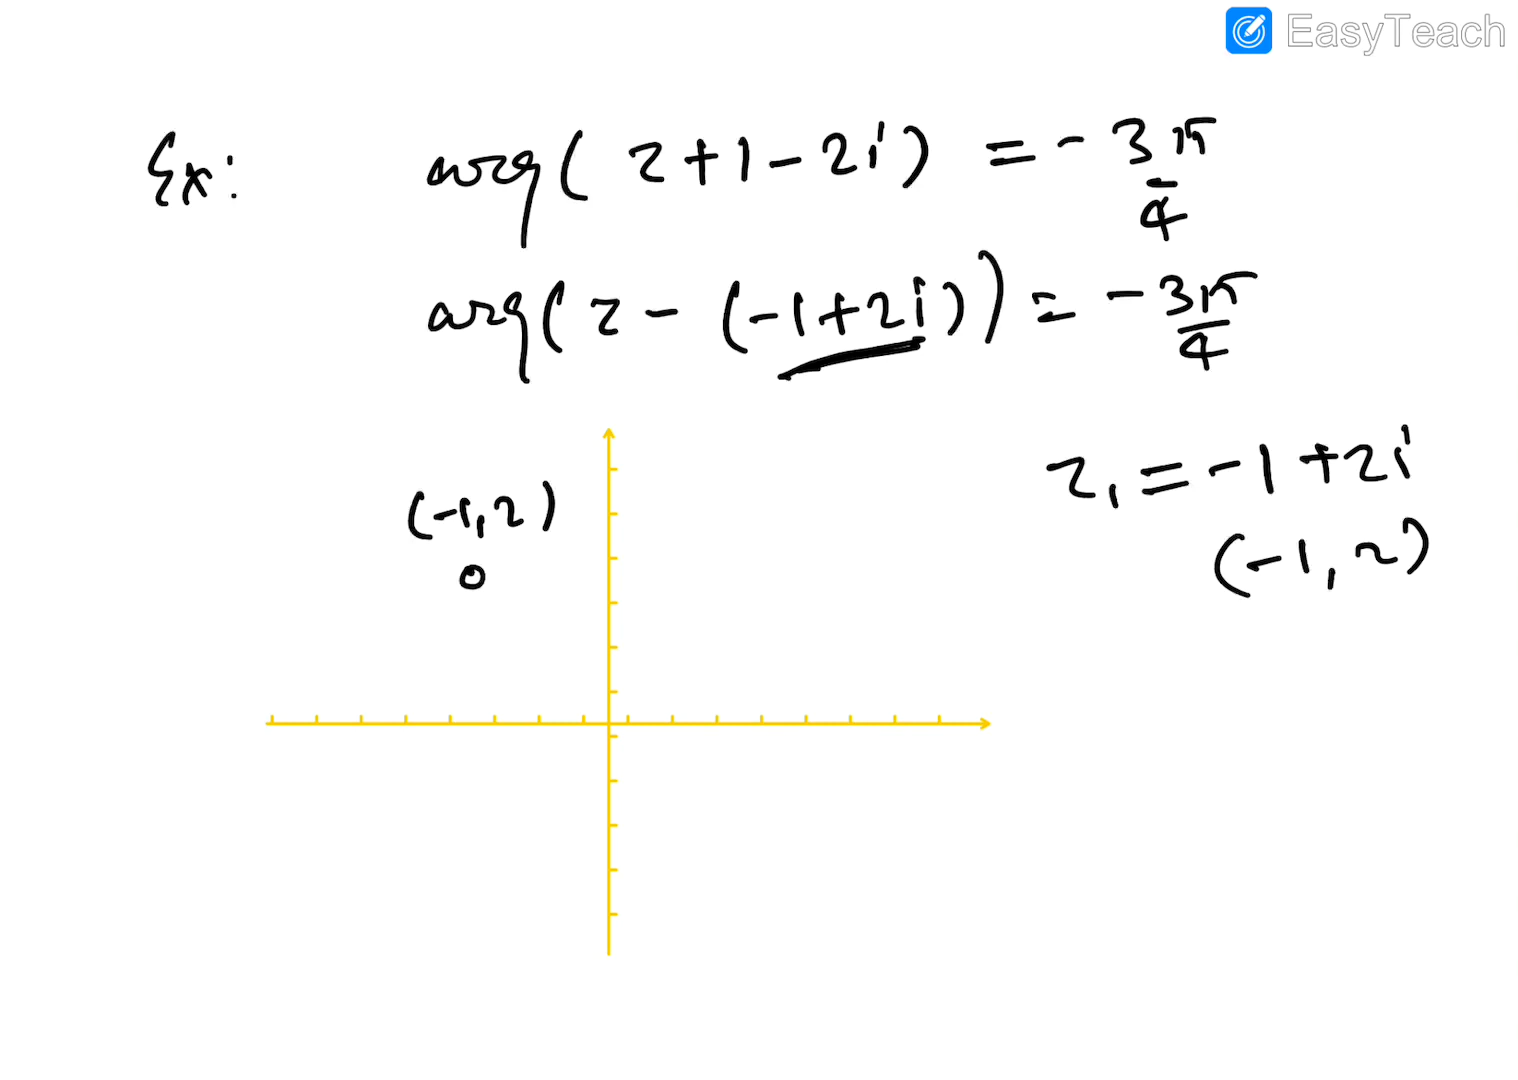 EasyTeach
Ex: arg(z+1-2i) = -3π/4
arg(z-(-1+2i)) = -3π/4
z₁ = -1+2i
(-1,2)
(-1,2)